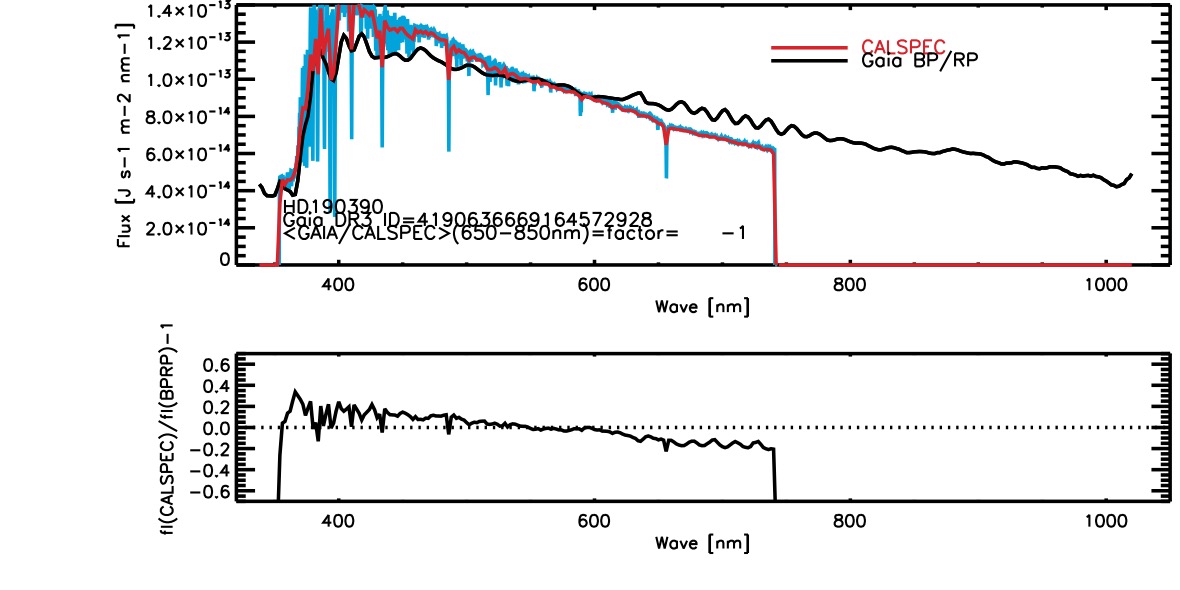 1.4×10−13
1.2×10−13
1.0×10−13
8.0×10−14
6.0×10−14
4.0×10−14
2.0×10−14
0
Flux [J s−1 m−2 nm−1]
CALSPEC
Gaia BP/RP
HD190390
Gaia DR3 ID=4190636669164572928
<GAIA/CALSPEC>(650−850nm)=factor= −1
400 600 800 1000
Wave [nm]
fl(CALSPEC)/fl(BPRP)−1
0.6
0.4
0.2
0.0
−0.2
−0.4
−0.6
400 600 800 1000
Wave [nm]